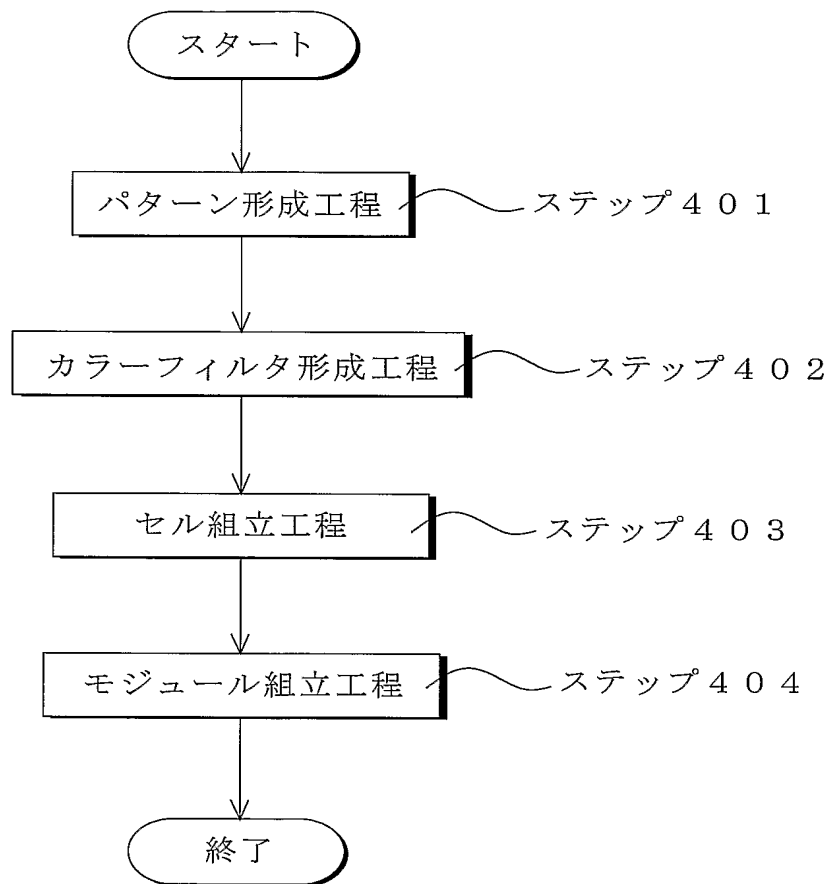 スタート
パターン形成工程
ステップ４０１
カラーフィルタ形成工程
ステップ４０２
セル組立工程
ステップ４０３
モジュール組立工程
ステップ４０４
終了